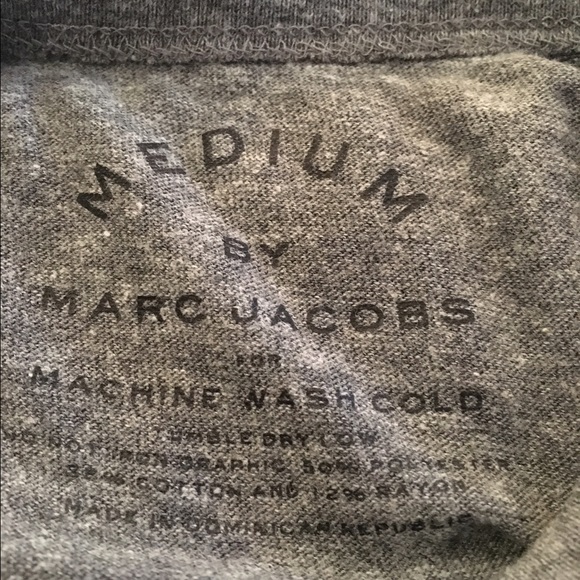 MEDIUM
BY
MARC JACOBS
FOR
MACHINE WASH COLD
TUMBLE DRY LOW
DO NOT IRON GRAPHIC 50% POLYESTER
38% COTTON AND 12% RAYON
MADE IN DOMINICAN REPUBLIC